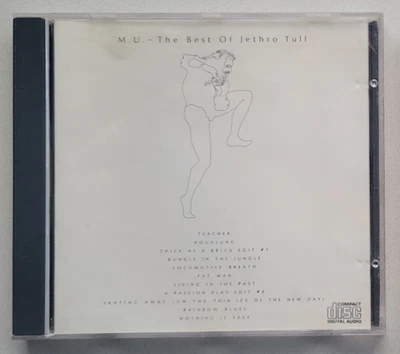 M.U. - The Best Of Jethro Tull
TEACHER
AQUALUNG
THICK AS A BRICK EDIT #1
BUNGLE IN THE JUNGLE
LOCOMOTIVE BREATH
FAT MAN
LIVING IN THE PAST
A PASSION PLAY EDIT #8
SKATING AWAY (ON THE THIN ICE OF THE NEW DAY)
RAINBOW BLUES
NOTHING IS EASY
COMPACT
disc
DIGITAL AUDIO